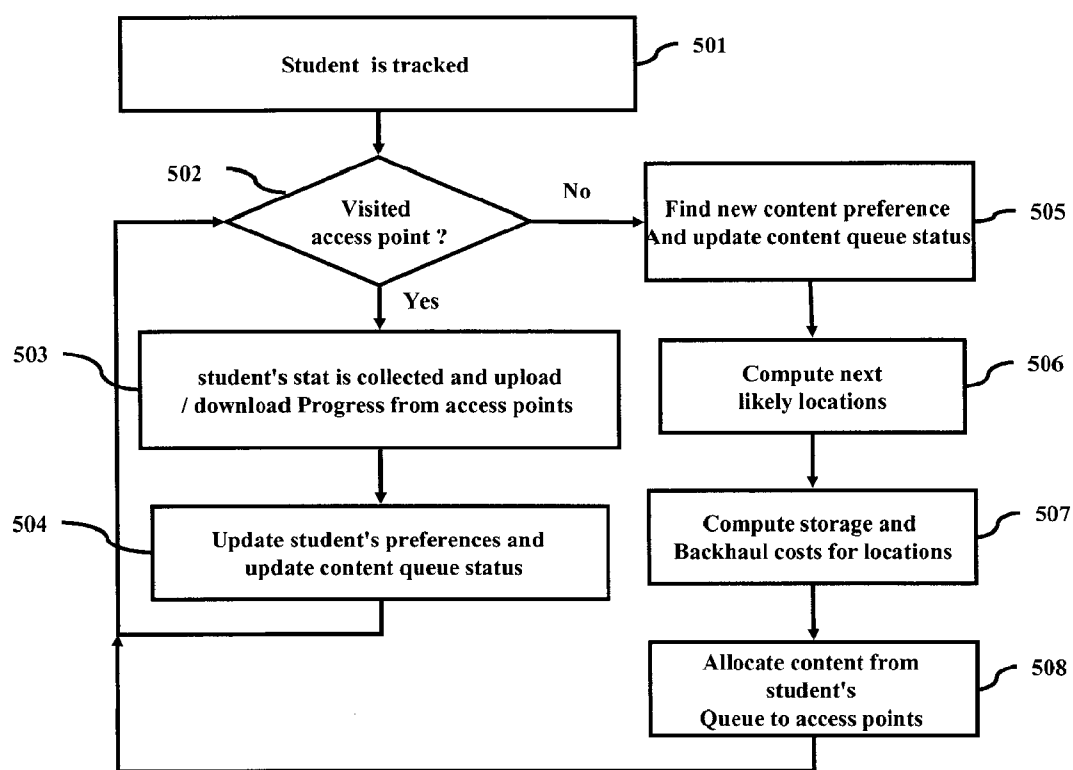 Student is tracked
501
502
Visited
access point ?
No
Yes
Find new content preference
And update content queue status
505
503
student's stat is collected and upload
/ download Progress from access points
Compute next
likely locations
506
504
Update student's preferences and
update content queue status
Compute storage and
Backhaul costs for locations
507
Allocate content from
student's
Queue to access points
508